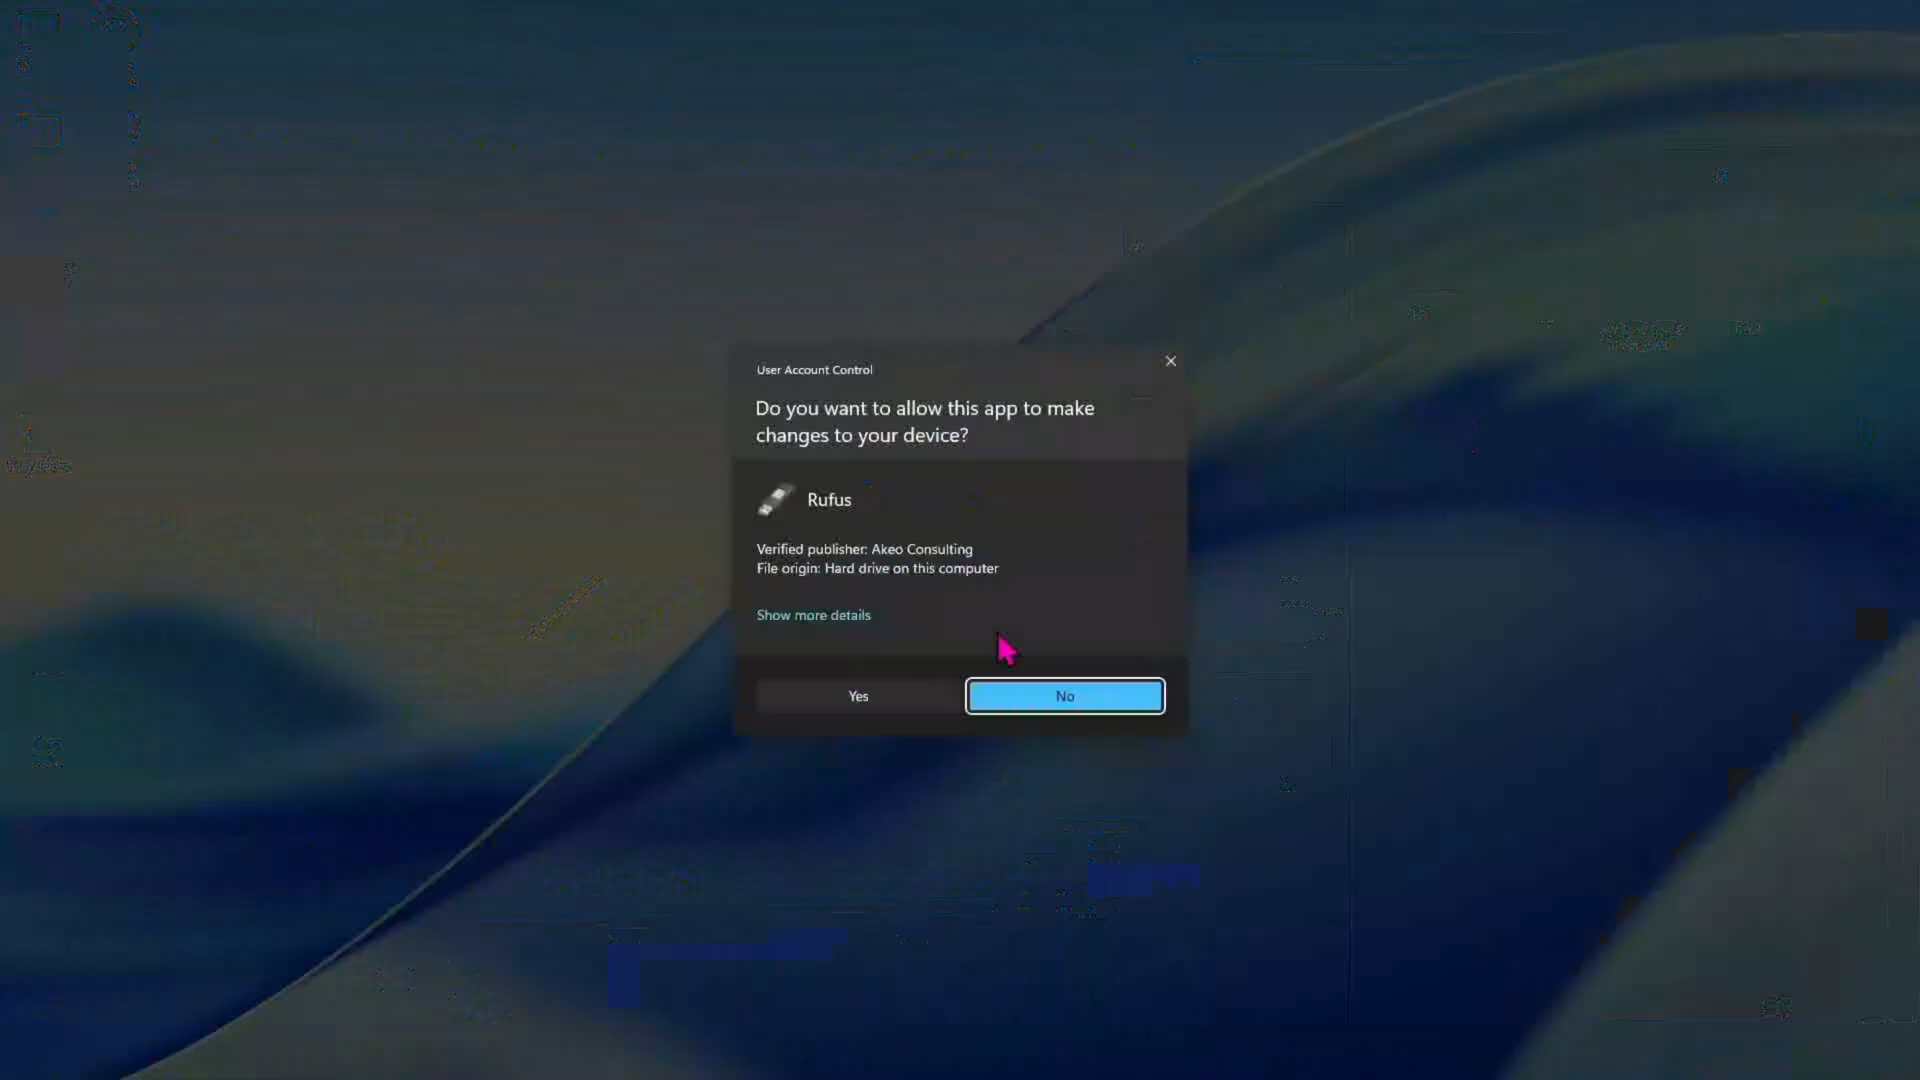 User Account Control
Do you want to allow this app to make
changes to your device?
Rufus
Verified publisher: Akeo Consulting
File origin: Hard drive on this computer
Show more details
Yes
No